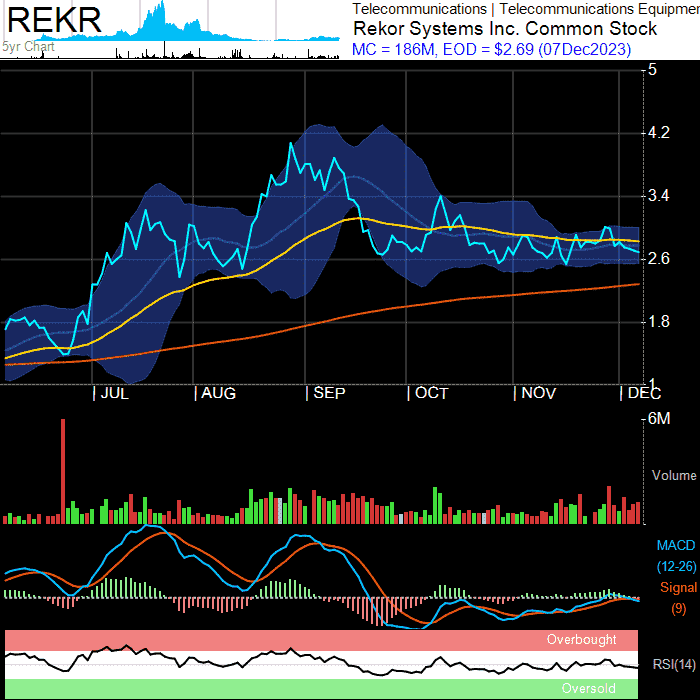 REKR
5yr Chart
Telecommunications | Telecommunications Equipmen
Rekor Systems Inc. Common Stock
MC = 186M, EOD = $2.69 (07Dec2023)
5
4.2
3.4
2.6
1.8
1
JUL AUG SEP OCT NOV DEC
6M
Volume
MACD
(12-26)
Signal
(9)
Overbought
RSI(14)
Oversold